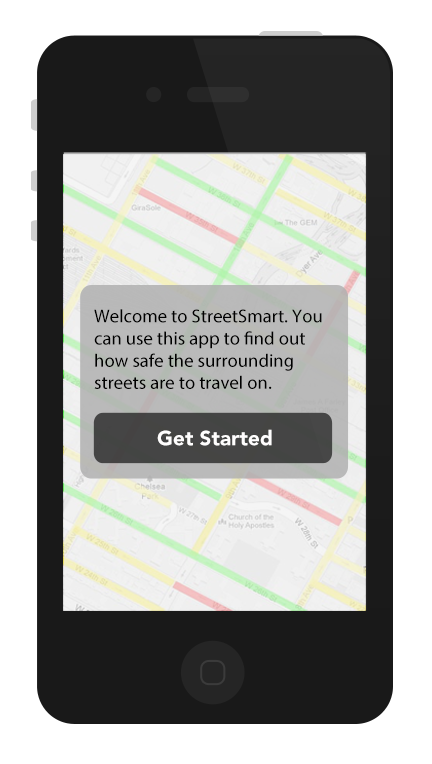 W 37th St
GiraSole
The GEM
Dyer Ave
Welcome to StreetSmart. You
can use this app to find out
how safe the surrounding
streets are to travel on.
Get Started
Chelsea
Park
W 27th St
Church of the
Holy Apostles
W 28th St
W 25th St
W 24th St